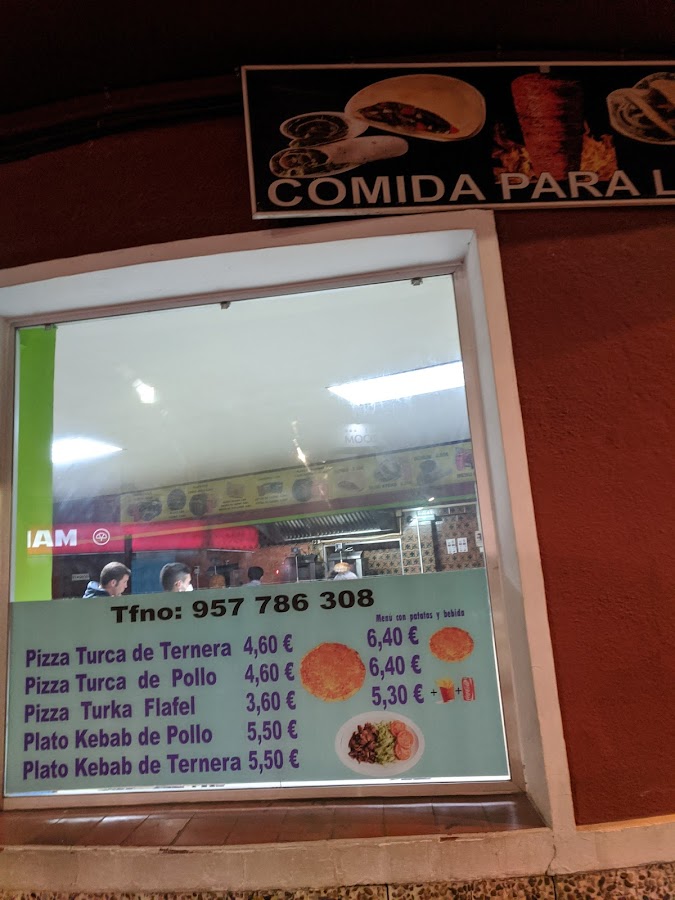 COMIDA PARA L
MOO
IAM
Tfno: 957 786 308
Menu con patatas y bebida
Pizza Turca de Ternera 4,60 € 6,40 €
Pizza Turca de Pollo 4,60 € 6,40 €
Pizza Turka Flafel 3,60 € 5,30 € + +
Plato Kebab de Pollo 5,50 €
Plato Kebab de Ternera 5,50 €